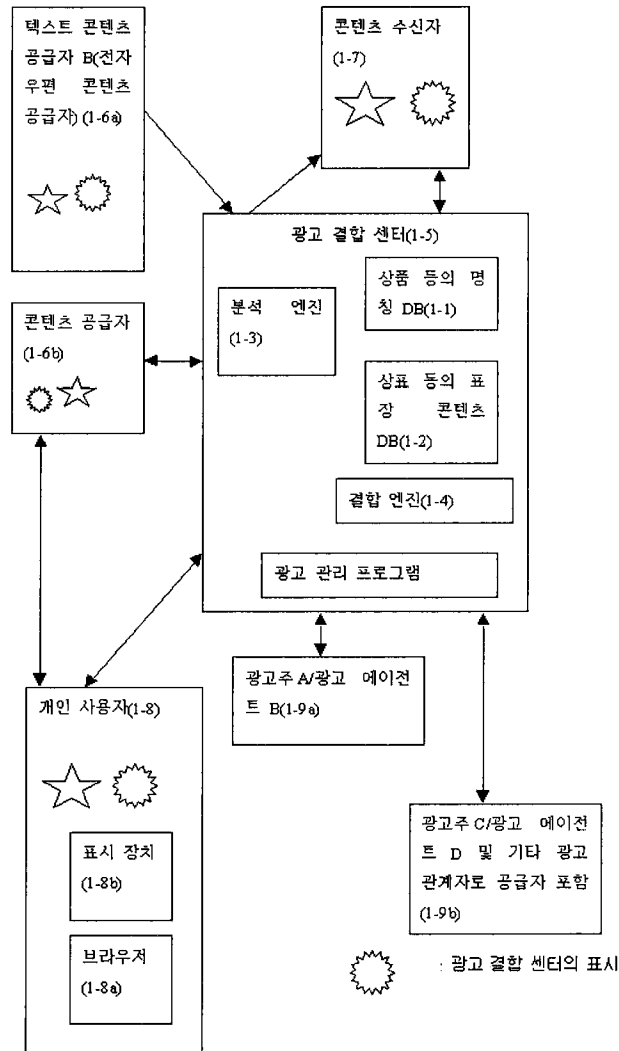 텍스트 콘텐츠
공급자 B(전자
우편 콘텐츠
공급자) (1-6a)
콘텐츠 수신자
(1-7)
광고 결합 센터(1-5)
분석 엔진
(1-3)
상품 등의 명
칭 DB(1-1)
상표 등의 표
장 콘텐츠
DB(1-2)
결합 엔진(1-4)
광고 관리 프로그램
콘텐츠 공급자
(1-6b)
광고주 A/광고 에이전
트 B(1-9a)
개인 사용자(1-8)
표시 장치
(1-8b)
브라우저
(1-8a)
광고주 C/광고 에이전
트 D 및 기타 광고
관계자로 공급자 포함
(1-9b)
: 광고 결합 센터의 표시